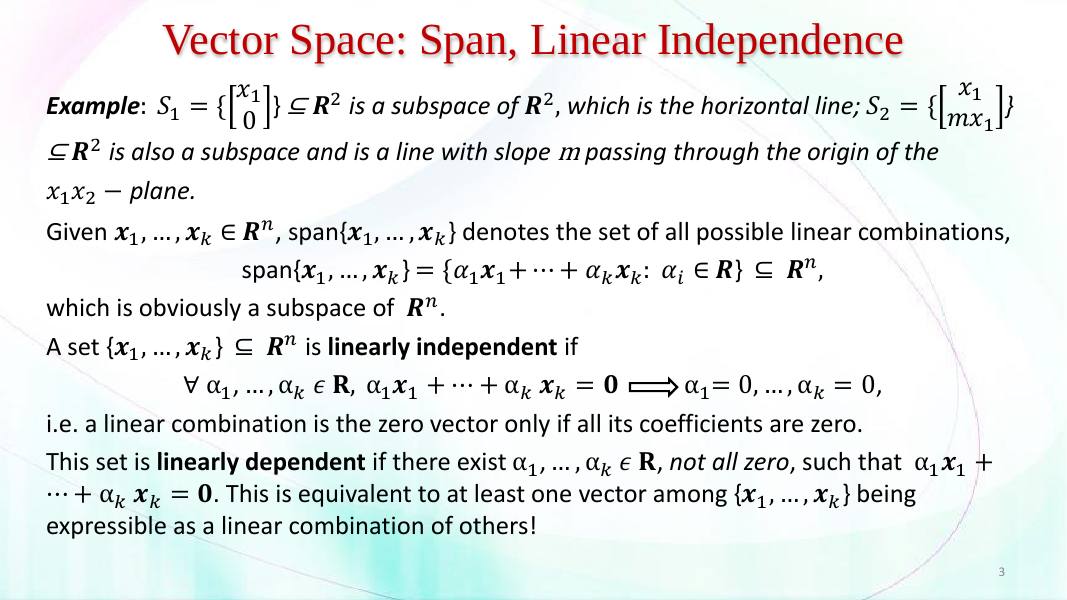 Vector Space: Span, Linear Independence
Example: S₁ = {[x₁ 0]} ⊆ R² is a subspace of R², which is the horizontal line; S₂ = {[x₁ mx₁]}
⊆ R² is also a subspace and is a line with slope m passing through the origin of the
x₁x₂ − plane.
Given x₁, … , xₖ ∈ Rⁿ, span{x₁, … , xₖ} denotes the set of all possible linear combinations,
span{x₁, … , xₖ} = {α₁x₁+ ⋯ + αₖxₖ: αᵢ ∈ R} ⊆ Rⁿ,
which is obviously a subspace of Rⁿ.
A set {x₁, … , xₖ} ⊆ Rⁿ is linearly independent if
∀ α₁, … , αₖ ϵ R, α₁x₁ + ⋯ + αₖ xₖ = 0 ⟹ α₁= 0, … , αₖ = 0,
i.e. a linear combination is the zero vector only if all its coefficients are zero.
This set is linearly dependent if there exist α₁, … , αₖ ϵ R, not all zero, such that α₁x₁ +
⋯ + αₖ xₖ = 0. This is equivalent to at least one vector among {x₁, … , xₖ} being
expressible as a linear combination of others!
3